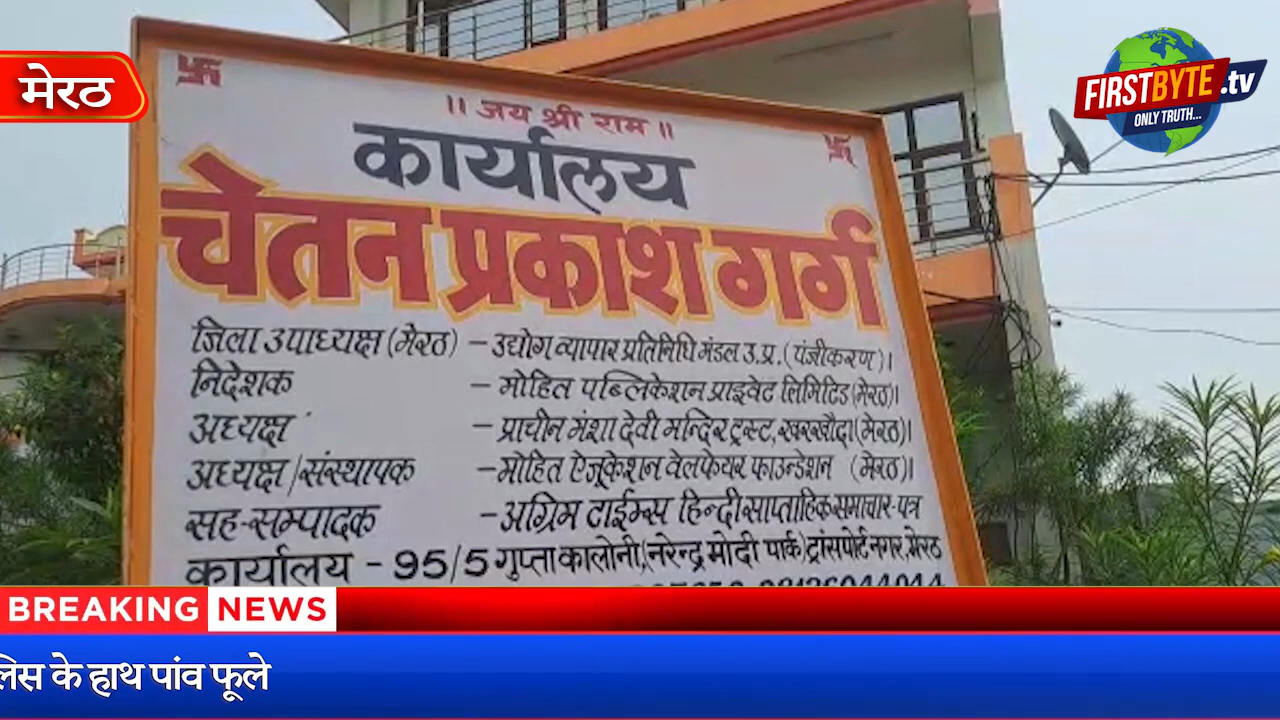 मेरठ
FIRSTBYTE.tv
ONLY TRUTH...
।। जय श्री राम ।।
कार्यालय
चेतन प्रकाश गर्ग
जिला उपाध्यक्ष (मेरठ) – उद्योग व्यापार प्रतिनिधि मंडल उ.प्र. (पंजीकरण)।
निदेशक – मोहित पब्लिकेशन प्राइवेट लिमिटिड (मेरठ)।
अध्यक्ष – प्राचीन मंशा देवी मन्दिर ट्रस्ट, खरखौदा (मेरठ)।
अध्यक्ष/संस्थापक – मोहित ऐजूकेशन वेलफेयर फाउन्डेशन (मेरठ)।
सह-सम्पादक – अग्रिम टाईम्स हिन्दी साप्ताहिक समाचार-पत्र
कार्यालय – 95/5 गुप्ता कालोनी, (नरेन्द्र मोदी पार्क) ट्रांसपोर्ट नगर, मेरठ
BREAKING NEWS
के हाथ पांव फूले